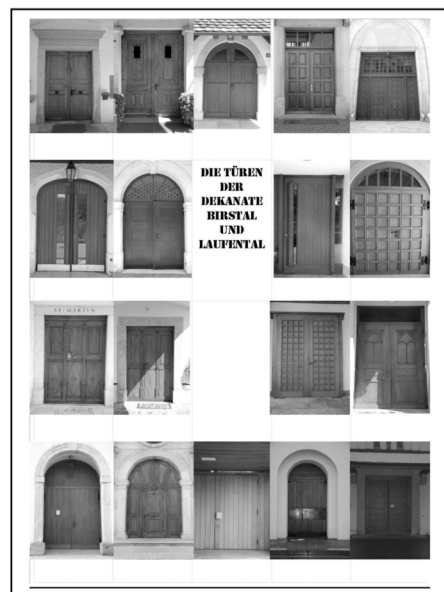 DIE TÜREN
DER
DEKANATE
BIRSTAL
UND
LAUFENTAL
ST·MARTIN